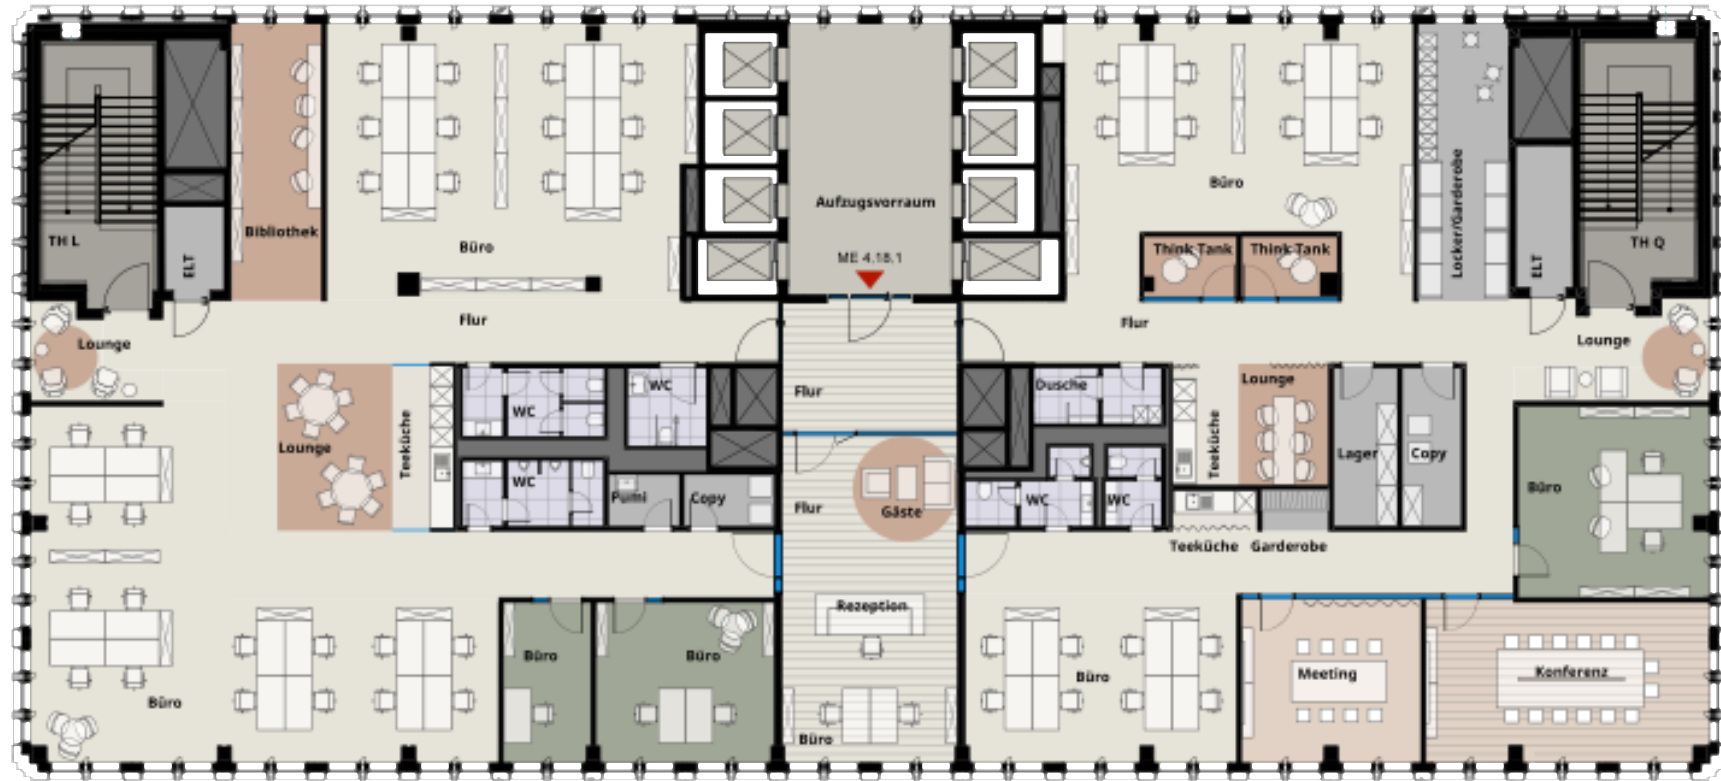 Aufzugsvorraum
Büro
Locker/Garderobe
Bibliothek
TH L
ELT
Büro
Think Tank
Think Tank
TH Q
ELT
ME 4.18.1
Flur
Flur
Lounge
Lounge
WC
Dusche
Lounge
Flur
WC
Lounge
Teeküche
Teeküche
Lager
Copy
WC
Pumi
Copy
Flur
Gäste
WC
WC
Büro
Teeküche
Garderobe
Rezeption
Büro
Büro
Büro
Meeting
Konferenz
Büro
Büro